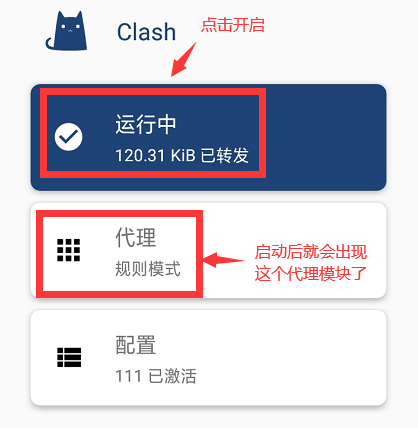 Clash
点击开启
运行中
120.31 KiB 已转发
代理
规则模式
启动后就会出现
这个代理模块了
配置
111 已激活